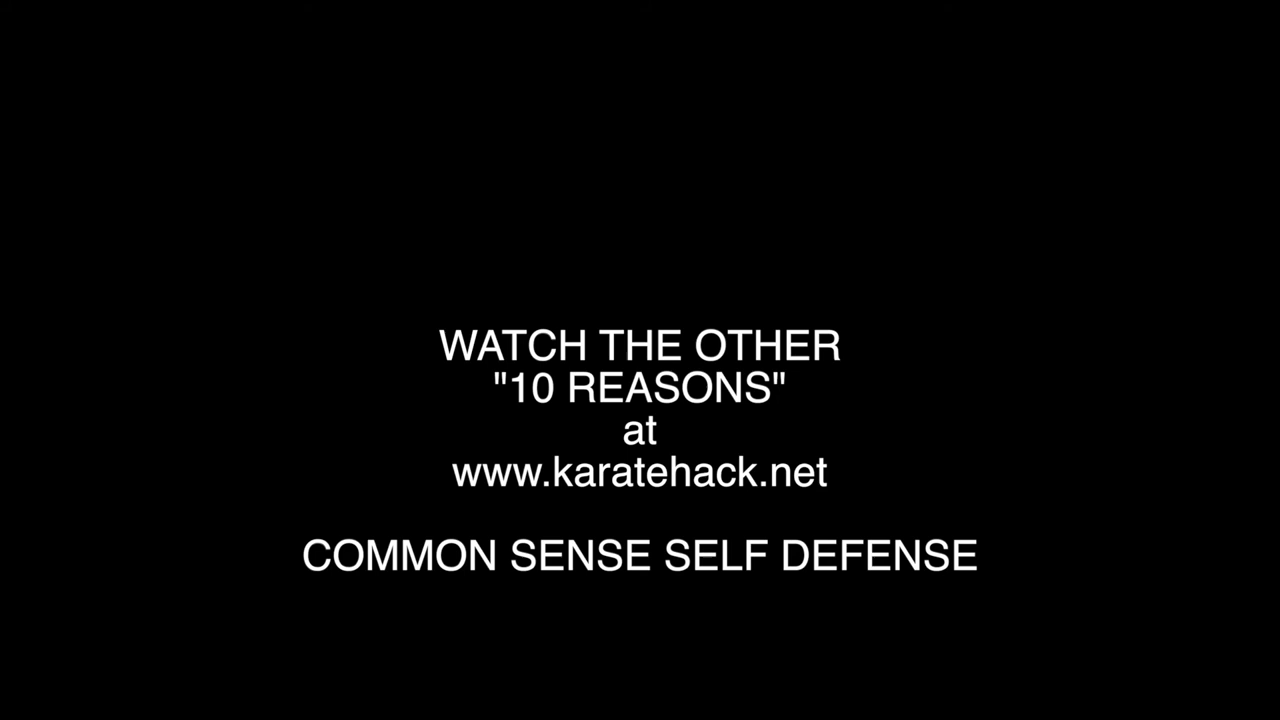 WATCH THE OTHER
"10 REASONS"
at
www.karatehack.net
COMMON SENSE SELF DEFENSE